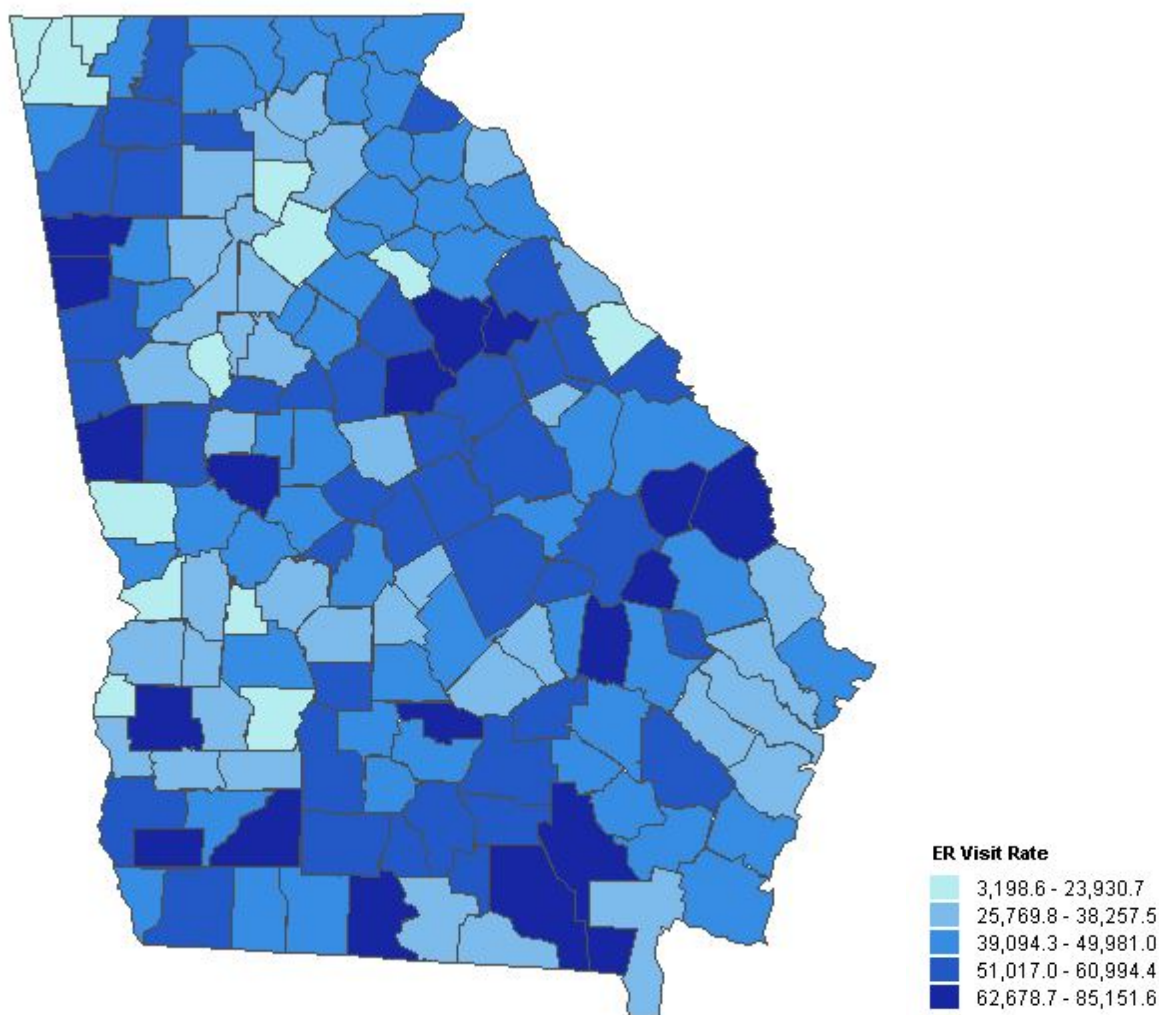 ER Visit Rate
3,198.6 - 23,930.7
25,769.8 - 38,257.5
39,094.3 - 49,981.0
51,017.0 - 60,994.4
62,678.7 - 85,151.6